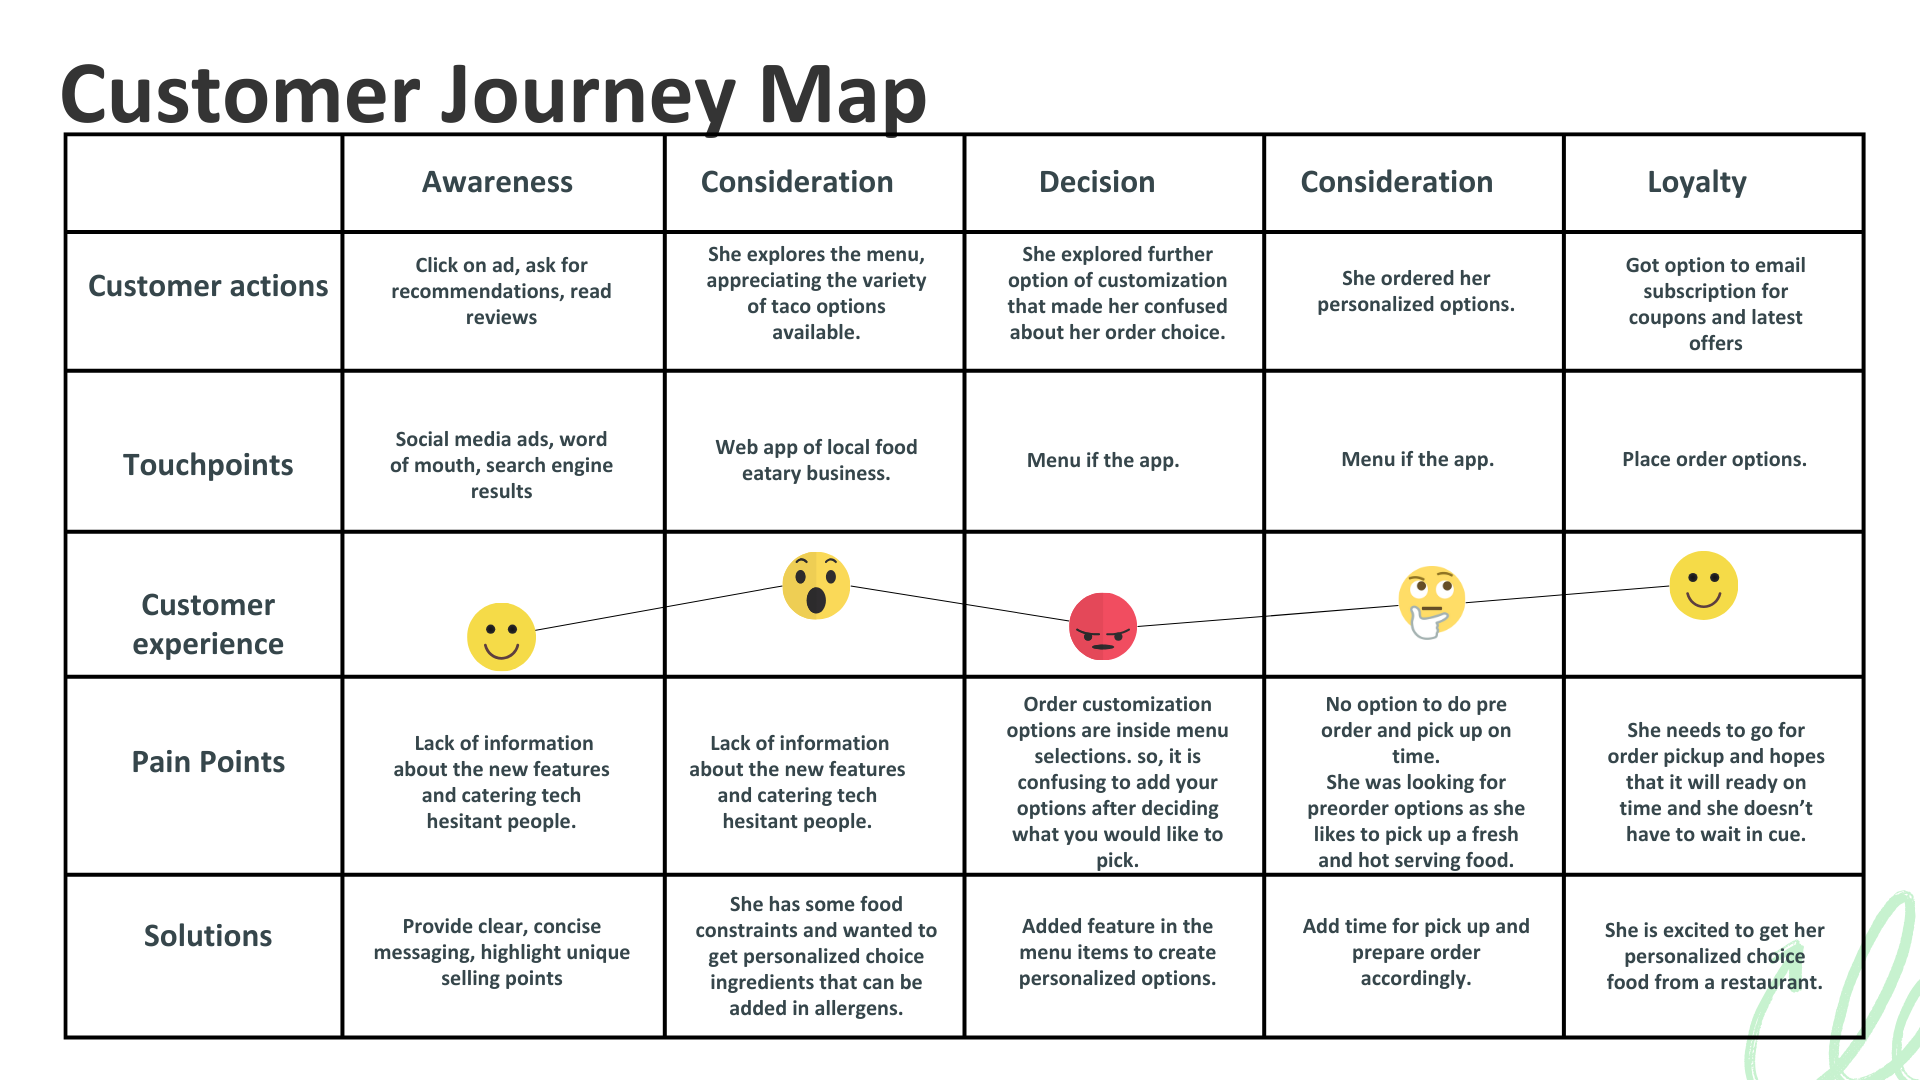 Customer Journey Map
Awareness
Consideration
Decision
Consideration
Loyalty
Customer actions
Click on ad, ask for
recommendations, read
reviews
She explores the menu,
appreciating the variety
of taco options
available.
She explored further
option of customization
that made her confused
about her order choice.
She ordered her
personalized options.
Got option to email
subscription for
coupons and latest
offers
Touchpoints
Social media ads, word
of mouth, search engine
results
Web app of local food
eatary business.
Menu if the app.
Menu if the app.
Place order options.
Customer
experience
Pain Points
Lack of information
about the new features
and catering tech
hesitant people.
Lack of information
about the new features
and catering tech
hesitant people.
Order customization
options are inside menu
selections. so, it is
confusing to add your
options after deciding
what you would like to
pick.
No option to do pre
order and pick up on
time.
She was looking for
preorder options as she
likes to pick up a fresh
and hot serving food.
She needs to go for
order pickup and hopes
that it will ready on
time and she doesn’t
have to wait in cue.
Solutions
Provide clear, concise
messaging, highlight unique
selling points
She has some food
constraints and wanted to
get personalized choice
ingredients that can be
added in allergens.
Added feature in the
menu items to create
personalized options.
Add time for pick up and
prepare order
accordingly.
She is excited to get her
personalized choice
food from a restaurant.